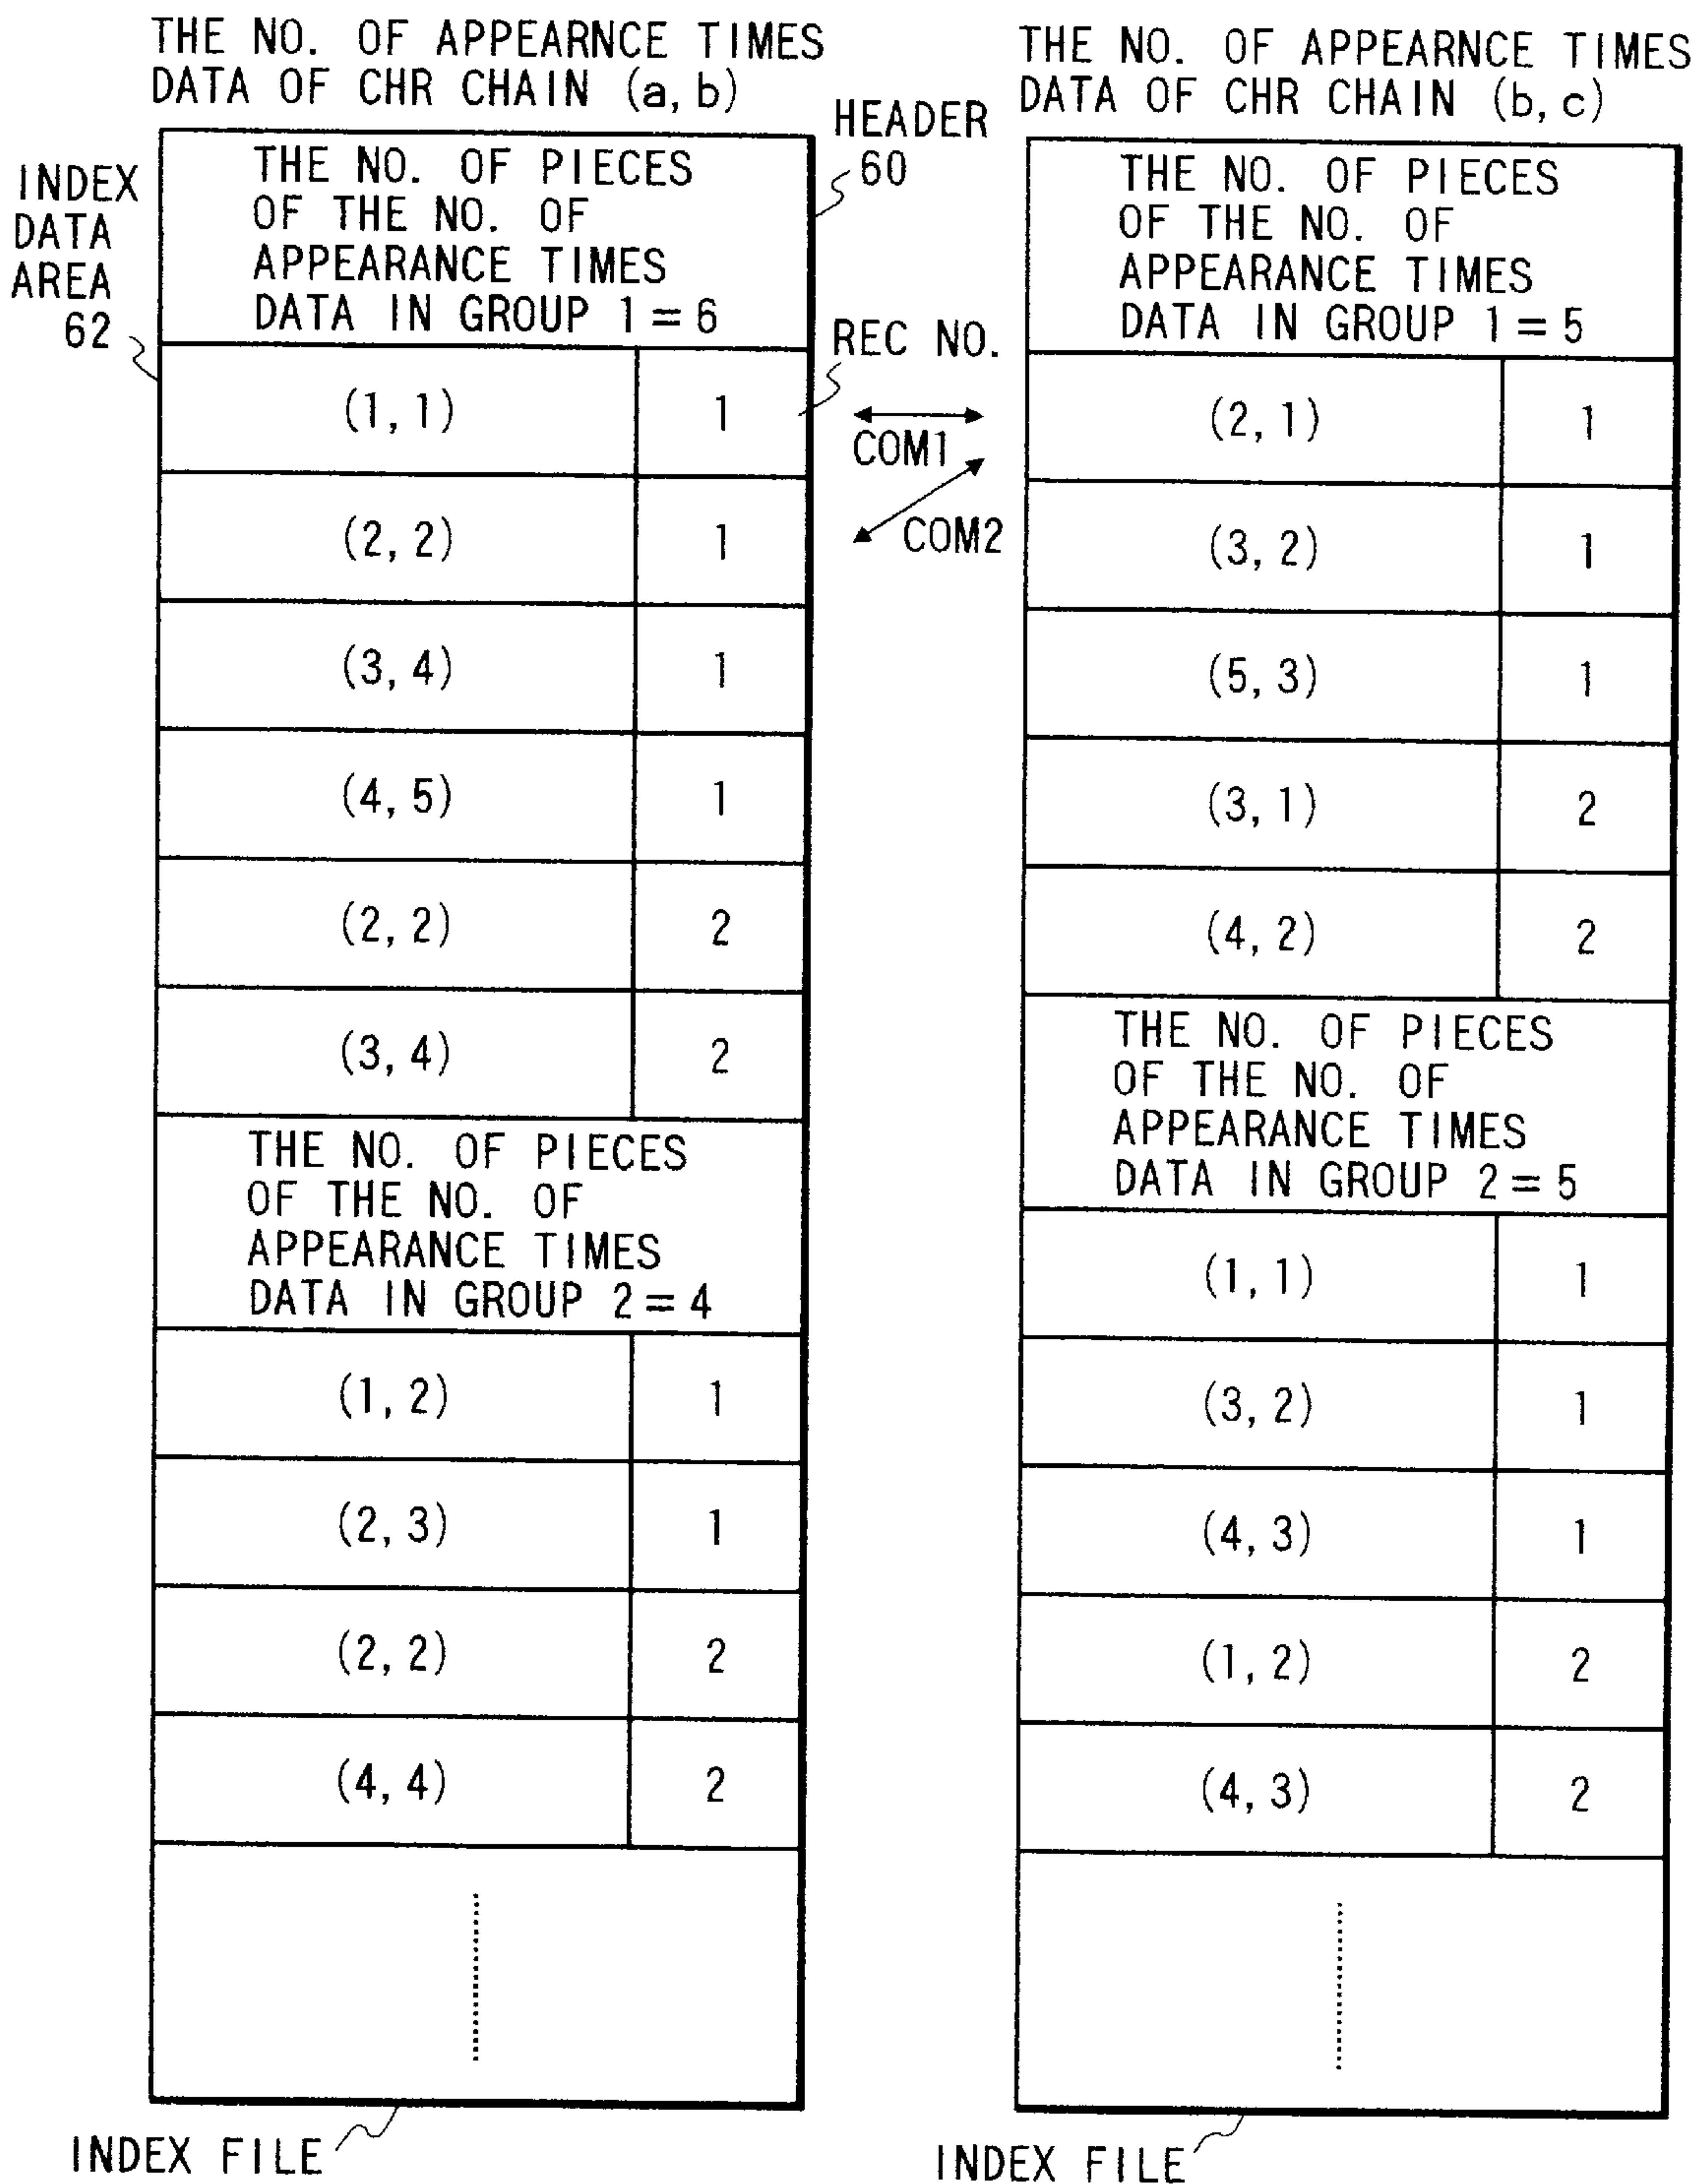 THE NO. OF APPEARNCE TIMES
DATA OF CHR CHAIN (a, b)
HEADER
60
INDEX
DATA
AREA
62
THE NO. OF PIECES
OF THE NO. OF
APPEARANCE TIMES
DATA IN GROUP 1 = 6
REC NO.
(1, 1) 1
(2, 2) 1
(3, 4) 1
(4, 5) 1
(2, 2) 2
(3, 4) 2
THE NO. OF PIECES
OF THE NO. OF
APPEARANCE TIMES
DATA IN GROUP 2 = 4
(1, 2) 1
(2, 3) 1
(2, 2) 2
(4, 4) 2
INDEX FILE
COM1
COM2
THE NO. OF APPEARNCE TIMES
DATA OF CHR CHAIN (b, c)
THE NO. OF PIECES
OF THE NO. OF
APPEARANCE TIMES
DATA IN GROUP 1 = 5
(2, 1) 1
(3, 2) 1
(5, 3) 1
(3, 1) 2
(4, 2) 2
THE NO. OF PIECES
OF THE NO. OF
APPEARANCE TIMES
DATA IN GROUP 2 = 5
(1, 1) 1
(3, 2) 1
(4, 3) 1
(1, 2) 2
(4, 3) 2
INDEX FILE